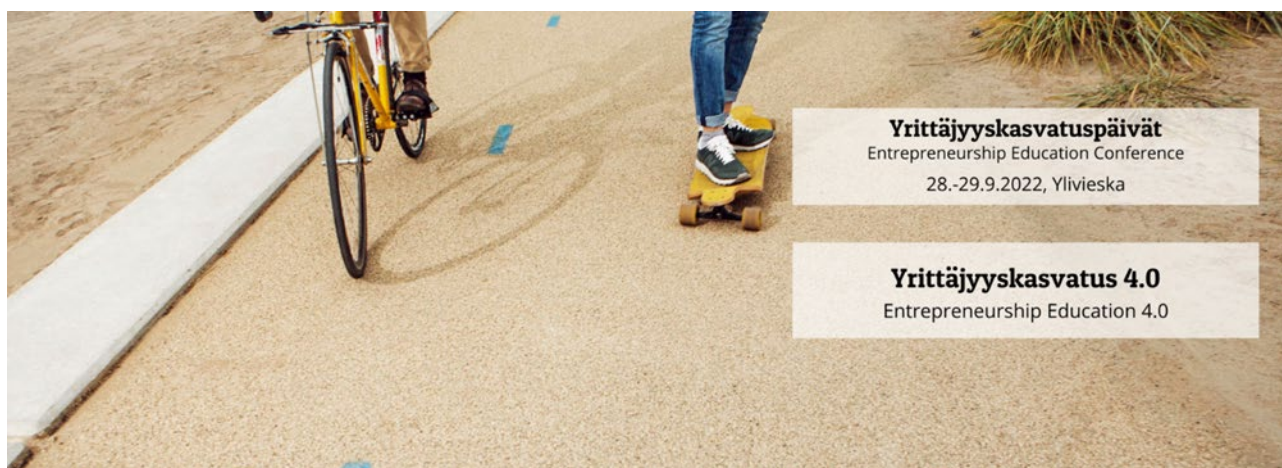 Yrittäjyyskasvatuspäivät
Entrepreneurship Education Conference
28.-29.9.2022, Ylivieska
Yrittäjyyskasvatus 4.0
Entrepreneurship Education 4.0